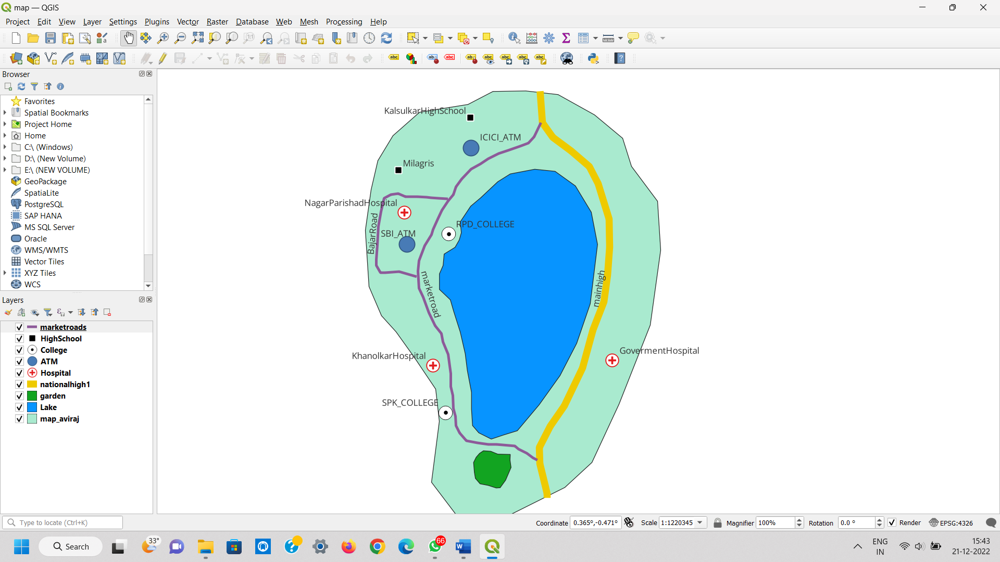 map — QGIS
Project Edit View Layer Settings Plugins Vector Raster Database Web Mesh Processing Help
Browser
Favorites
Spatial Bookmarks
Project Home
Home
C:\ (Windows)
D:\ (New Volume)
E:\ (NEW VOLUME)
GeoPackage
SpatiaLite
PostgreSQL
SAP HANA
MS SQL Server
Oracle
WMS/WMTS
Vector Tiles
XYZ Tiles
WCS
Layers
marketroads
HighSchool
College
ATM
Hospital
nationalhigh1
garden
Lake
map_aviraj
KalsulkarHighSchool
ICICI_ATM
Milagris
NagarParishadHospital
RPD_COLLEGE
SBI_ATM
BajarRoad
marketroad
mainhigh
KhanolkarHospital
GovermentHospital
SPK_COLLEGE
Type to locate (Ctrl+K)
Coordinate 0.365°,-0.471° Scale 1:1220345 Magnifier 100% Rotation 0.0 ° Render EPSG:4326
Search
33°
66
ENG
IN
15:43
21-12-2022